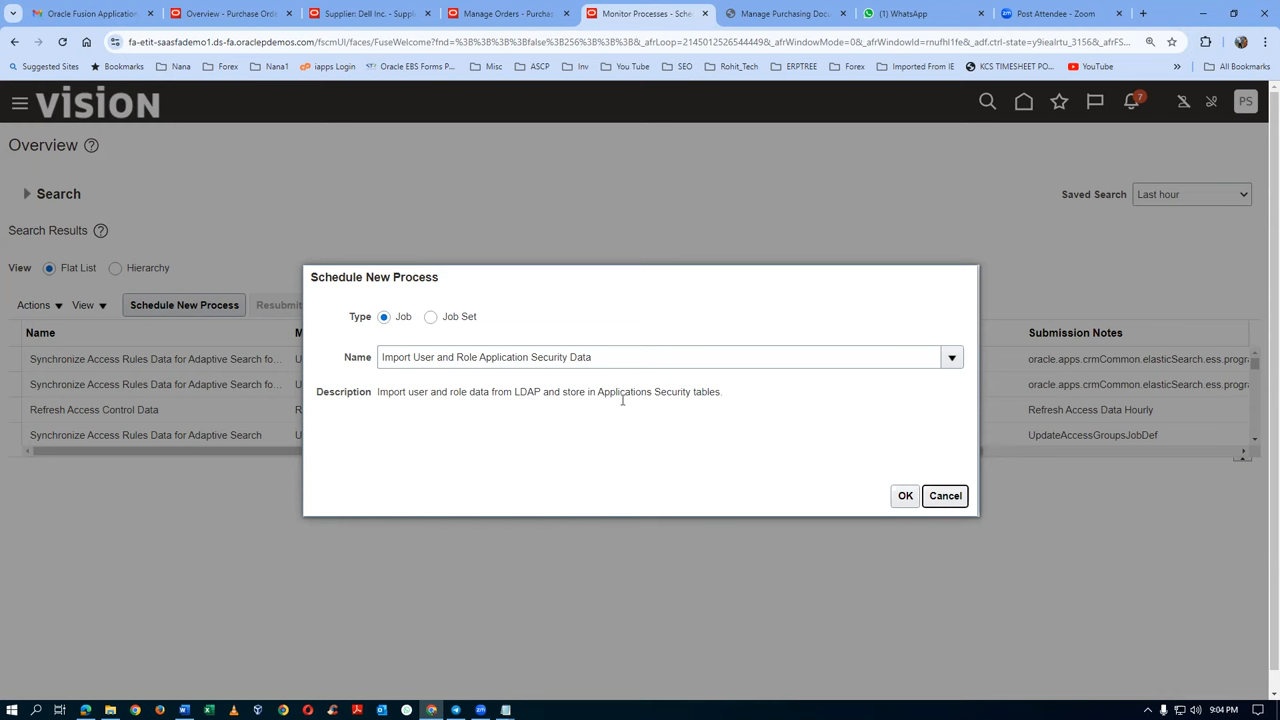 Oracle Fusion Application
Overview - Purchase Orde
Supplier: Dell Inc. - Suppli
Manage Orders - Purchas
Monitor Processes - Sche
Manage Purchasing Docu
(1) WhatsApp
Post Attendee - Zoom
fa-etit-saasfademo1.ds-fa.oraclepdemos.com/fscmUI/faces/FuseWelcome?fnd=%3B%3B%3B%3Bfalse%3B256%3B%3B%3B&_afrLoop=2145012526544449&_afrWindowMode=0&_afrWindowId=rnufhl1fe&_adf.ctrl-state=y9iealrtu_3156&_afrFS...
Suggested Sites
Bookmarks
Nana
Forex
Nana1
iapps Login
Oracle EBS Forms P...
Misc
ASCP
Inv
You Tube
SEO
Rohit_Tech
ERPTREE
Forex
Imported From IE
KCS TIMESHEET PO...
YouTube
»
All Bookmarks
VISION
7
PS
Overview
Search
Saved Search Last hour
Search Results
View Flat List Hierarchy
Actions View Schedule New Process Resubmit
Name M Submission Notes
Synchronize Access Rules Data for Adaptive Search fo... U oracle.apps.crmCommon.elasticSearch.ess.progr
Synchronize Access Rules Data for Adaptive Search fo... U oracle.apps.crmCommon.elasticSearch.ess.progr
Refresh Access Control Data Refresh Access Data Hourly
Synchronize Access Rules Data for Adaptive Search U UpdateAccessGroupsJobDef
Schedule New Process
Type Job Job Set
Name Import User and Role Application Security Data
Description Import user and role data from LDAP and store in Applications Security tables.
OK Cancel
9:04 PM